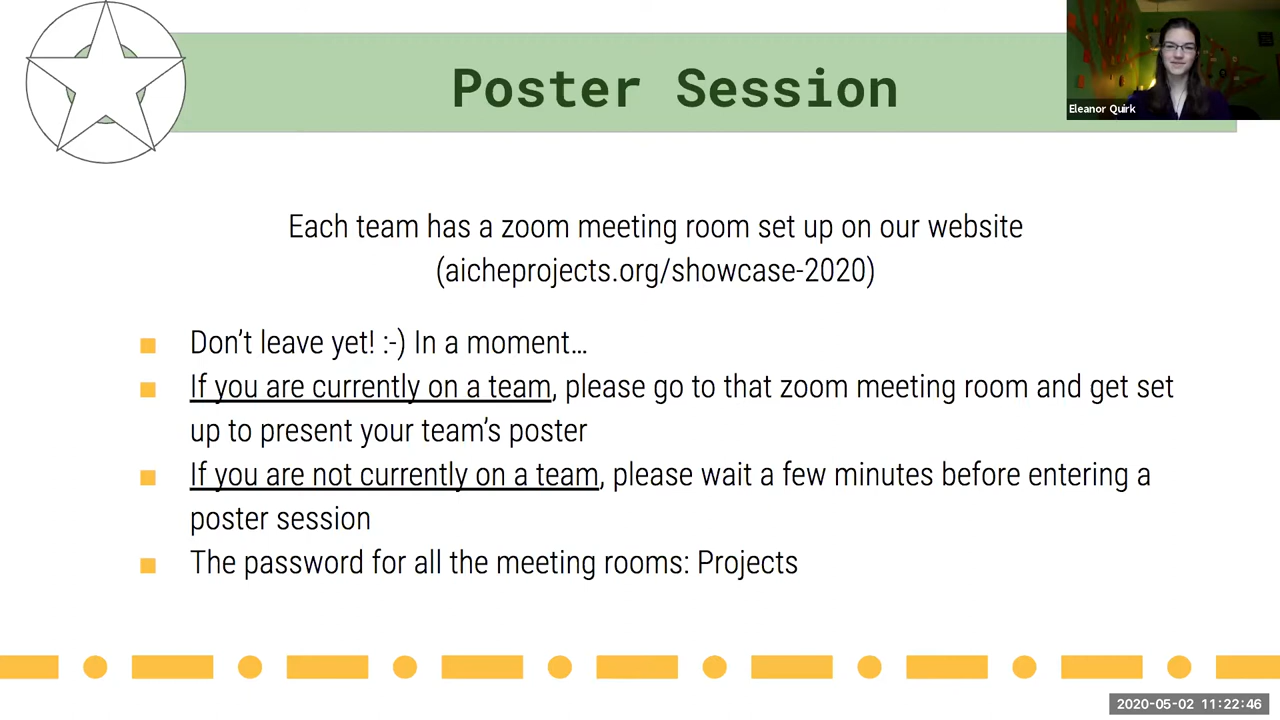 Poster Session
Eleanor Quirk
Each team has a zoom meeting room set up on our website
(aicheprojects.org/showcase-2020)
Don’t leave yet! :-) In a moment…
If you are currently on a team, please go to that zoom meeting room and get set
up to present your team’s poster
If you are not currently on a team, please wait a few minutes before entering a
poster session
The password for all the meeting rooms: Projects
2020-05-02 11:22:46